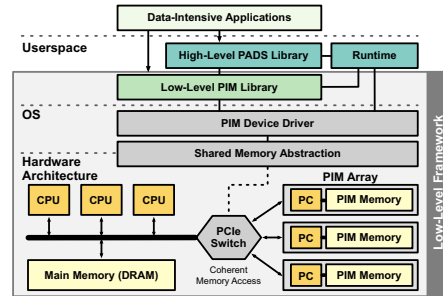 Data-Intensive Applications
Userspace
High-Level PADS Library
Runtime
Low-Level PIM Library
OS
PIM Device Driver
Shared Memory Abstraction
Hardware
Architecture
PIM Array
CPU
CPU
CPU
PC
PIM Memory
PCIe
Switch
PC
PIM Memory
Main Memory (DRAM)
Coherent
Memory Access
PC
PIM Memory
Low-Level Framework